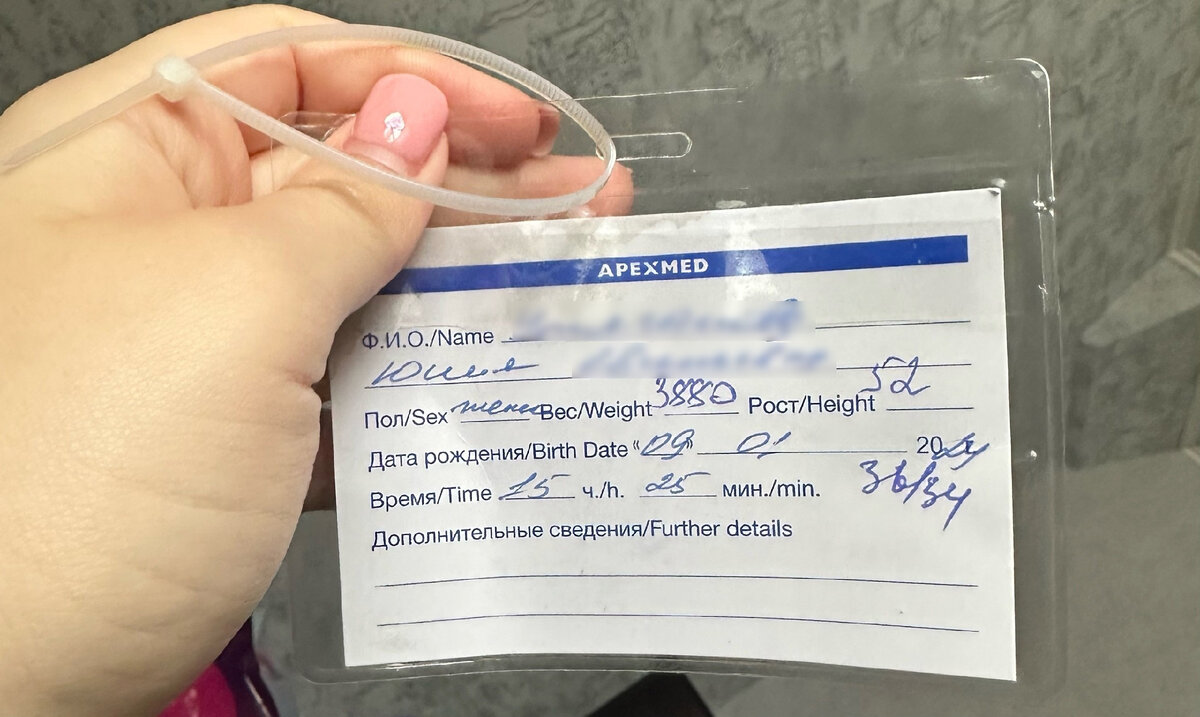 APEXMED
Ф.И.О./Name
Юлия
Пол/Sex жен Вес/Weight 3880 Рост/Height 52
Дата рождения/Birth Date "09" 01 2024
Время/Time 15 ч./h. 25 мин./min. 36/34
Дополнительные сведения/Further details